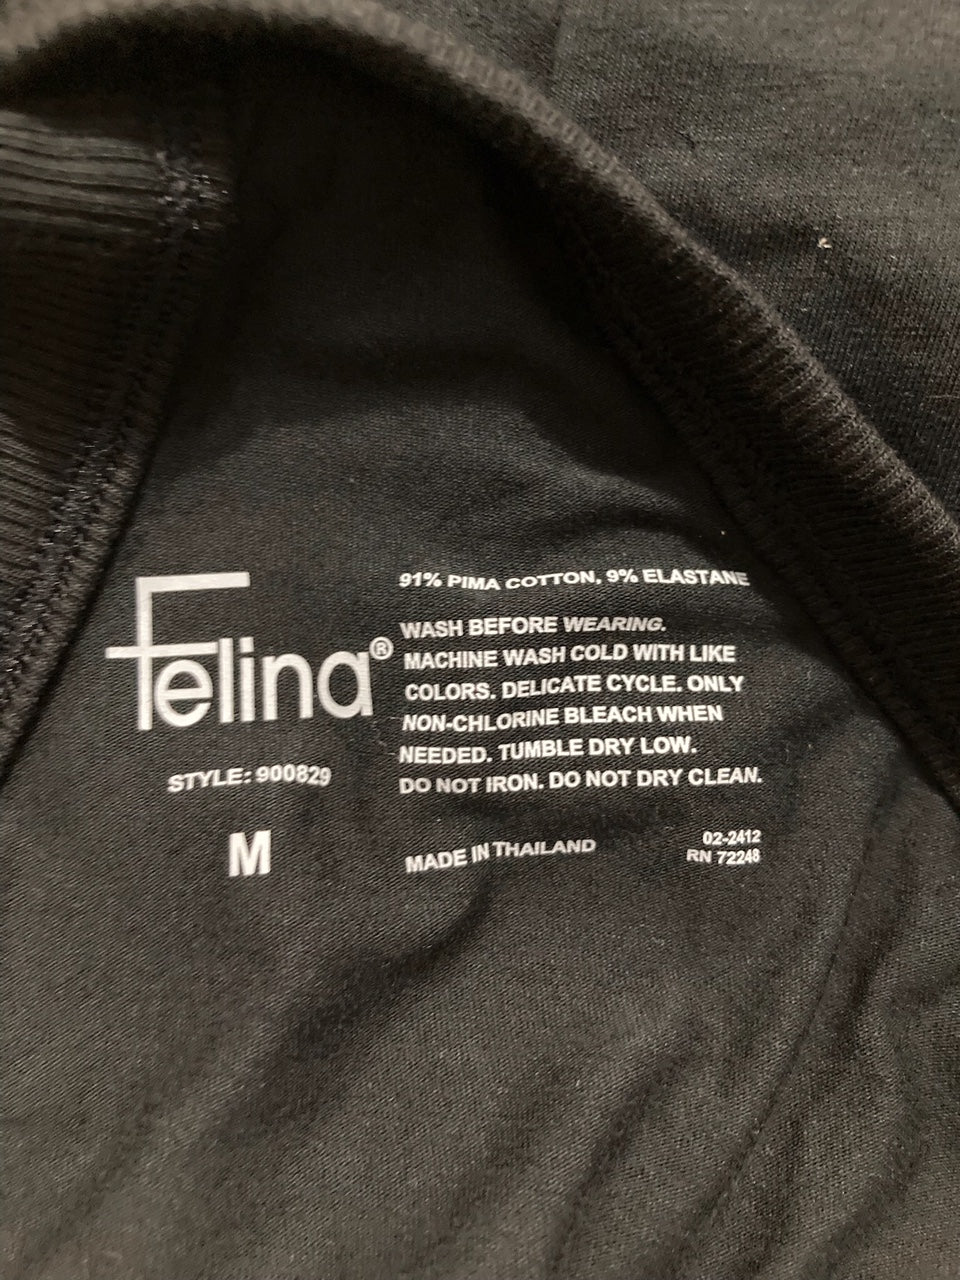 Felina®
STYLE: 900829
M
91% PIMA COTTON, 9% ELASTANE
WASH BEFORE WEARING.
MACHINE WASH COLD WITH LIKE
COLORS. DELICATE CYCLE. ONLY
NON-CHLORINE BLEACH WHEN
NEEDED. TUMBLE DRY LOW.
DO NOT IRON. DO NOT DRY CLEAN.
MADE IN THAILAND
02-2412
RN 72248